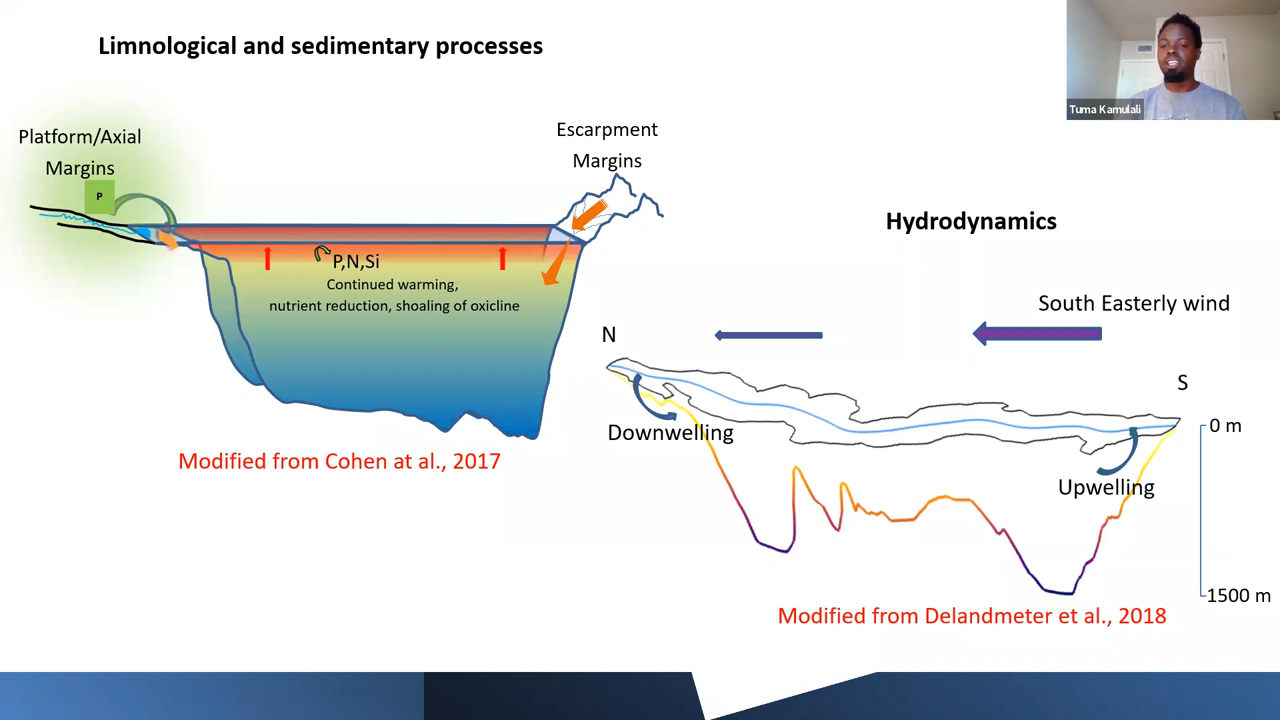 Limnological and sedimentary processes
Tuma Kamulali
Platform/Axial
Margins
P
Escarpment
Margins
P,N,Si
Continued warming,
nutrient reduction, shoaling of oxicline
Modified from Cohen at al., 2017
Hydrodynamics
South Easterly wind
N
S
0 m
Downwelling
Upwelling
1500 m
Modified from Delandmeter et al., 2018